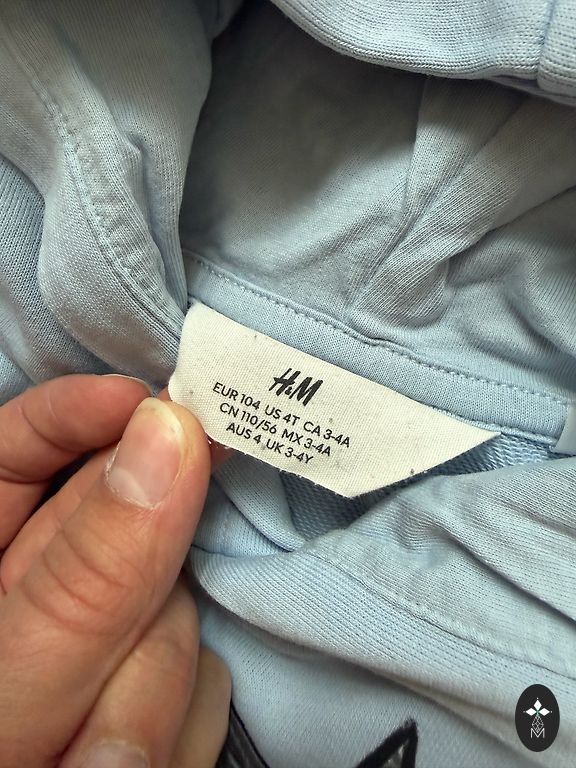 H&M
EUR 104 US 4T CA 3-4A
CN 110/56 MX 3-4A
AUS 4 UK 3-4Y